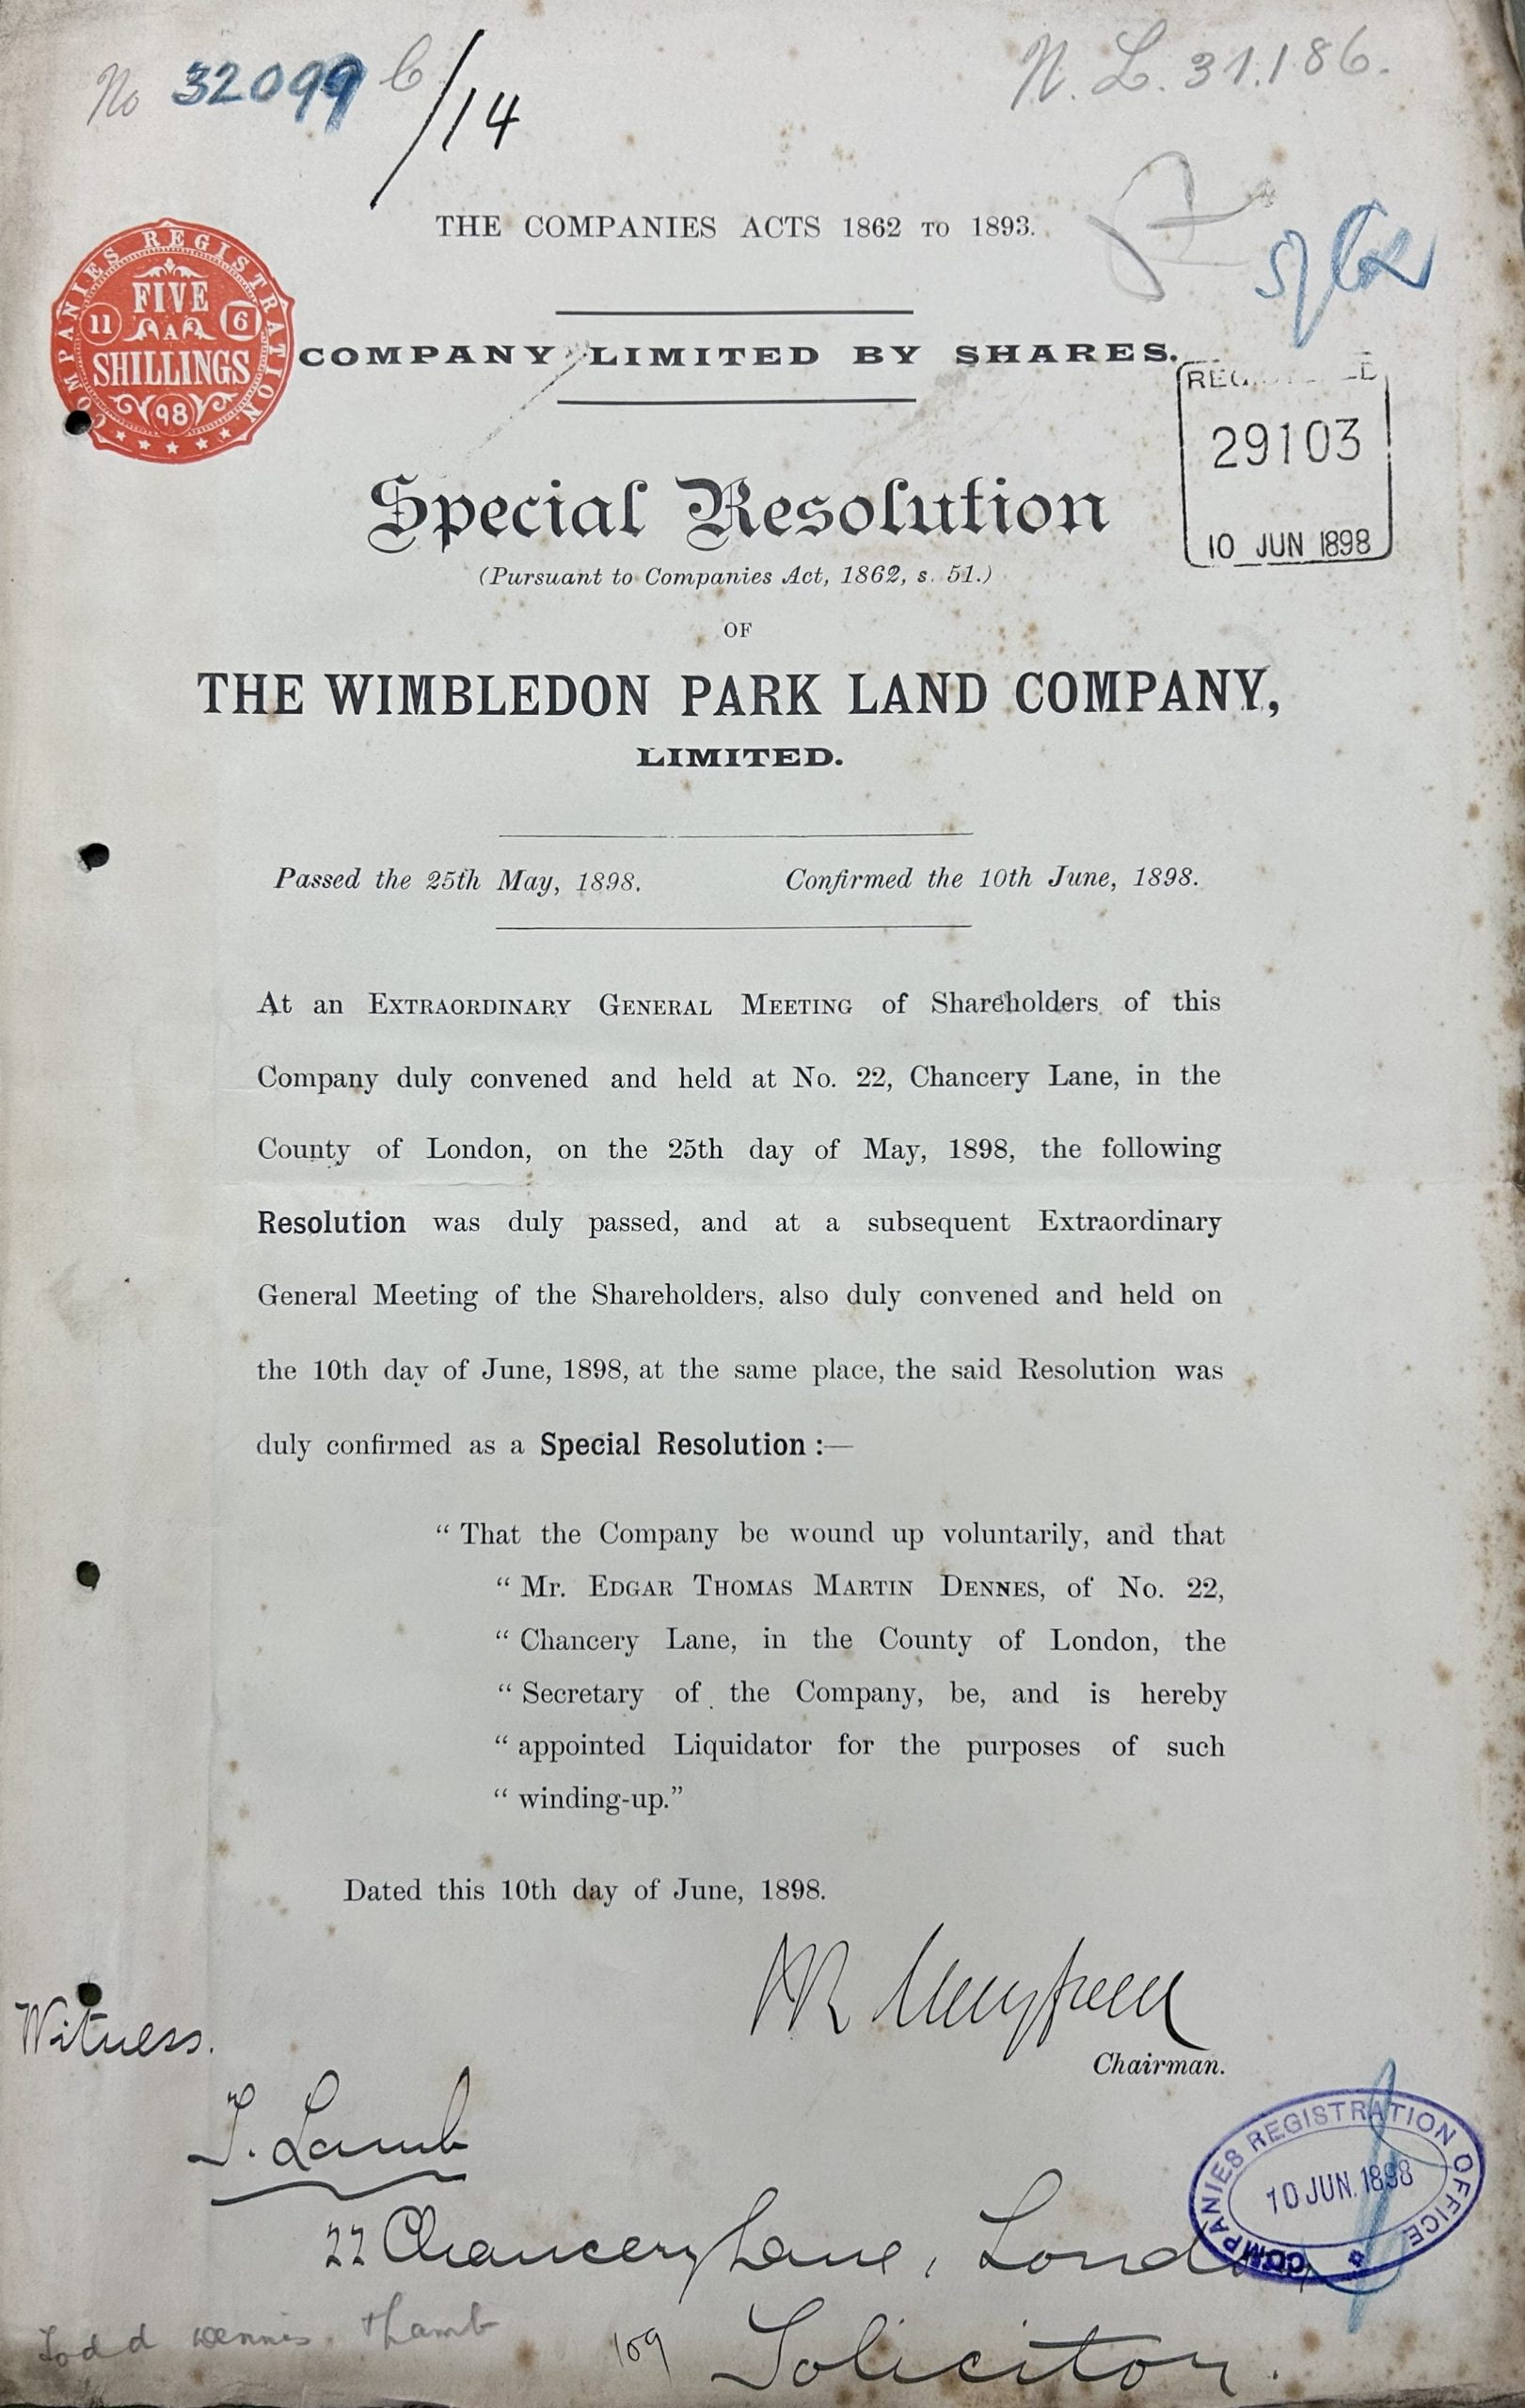 No 32099 C/14
N. L. 31.186.
THE COMPANIES ACTS 1862 TO 1893.
COMPANIES REGISTRATION
FIVE
11 A 6
SHILLINGS
98
COMPANY LIMITED BY SHARES.
REGISTERED
29103
10 JUN 1898
Special Resolution
(Pursuant to Companies Act, 1862, s. 51.)
OF
THE WIMBLEDON PARK LAND COMPANY,
LIMITED.
Passed the 25th May, 1898. Confirmed the 10th June, 1898.
At an EXTRAORDINARY GENERAL MEETING of Shareholders of this
Company duly convened and held at No. 22, Chancery Lane, in the
County of London, on the 25th day of May, 1898, the following
Resolution was duly passed, and at a subsequent Extraordinary
General Meeting of the Shareholders, also duly convened and held on
the 10th day of June, 1898, at the same place, the said Resolution was
duly confirmed as a Special Resolution :—
“ That the Company be wound up voluntarily, and that
“ Mr. EDGAR THOMAS MARTIN DENNES, of No. 22,
“ Chancery Lane, in the County of London, the
“ Secretary of the Company, be, and is hereby
“ appointed Liquidator for the purposes of such
“ winding-up.”
Dated this 10th day of June, 1898.
Chairman.
Witness.
T. Lamb
22 Chancery Lane, London
Solicitor.
COMPANIES REGISTRATION OFFICE
10 JUN. 1898
Todd Dennis & Lamb
109